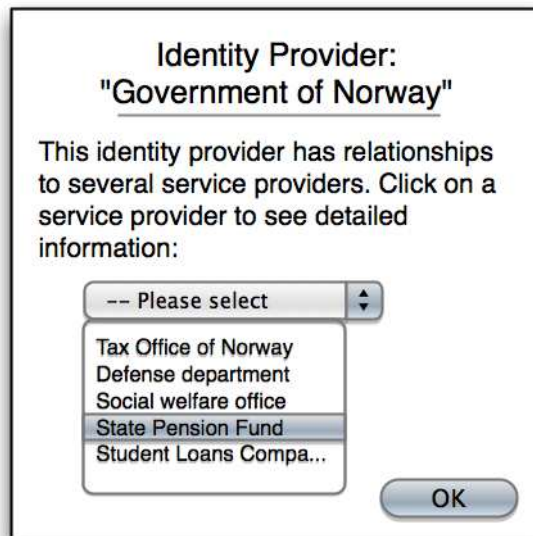 Identity Provider:
"Government of Norway"
This identity provider has relationships
to several service providers. Click on a
service provider to see detailed
information:
-- Please select
Tax Office of Norway
Defense department
Social welfare office
State Pension Fund
Student Loans Compa...
OK